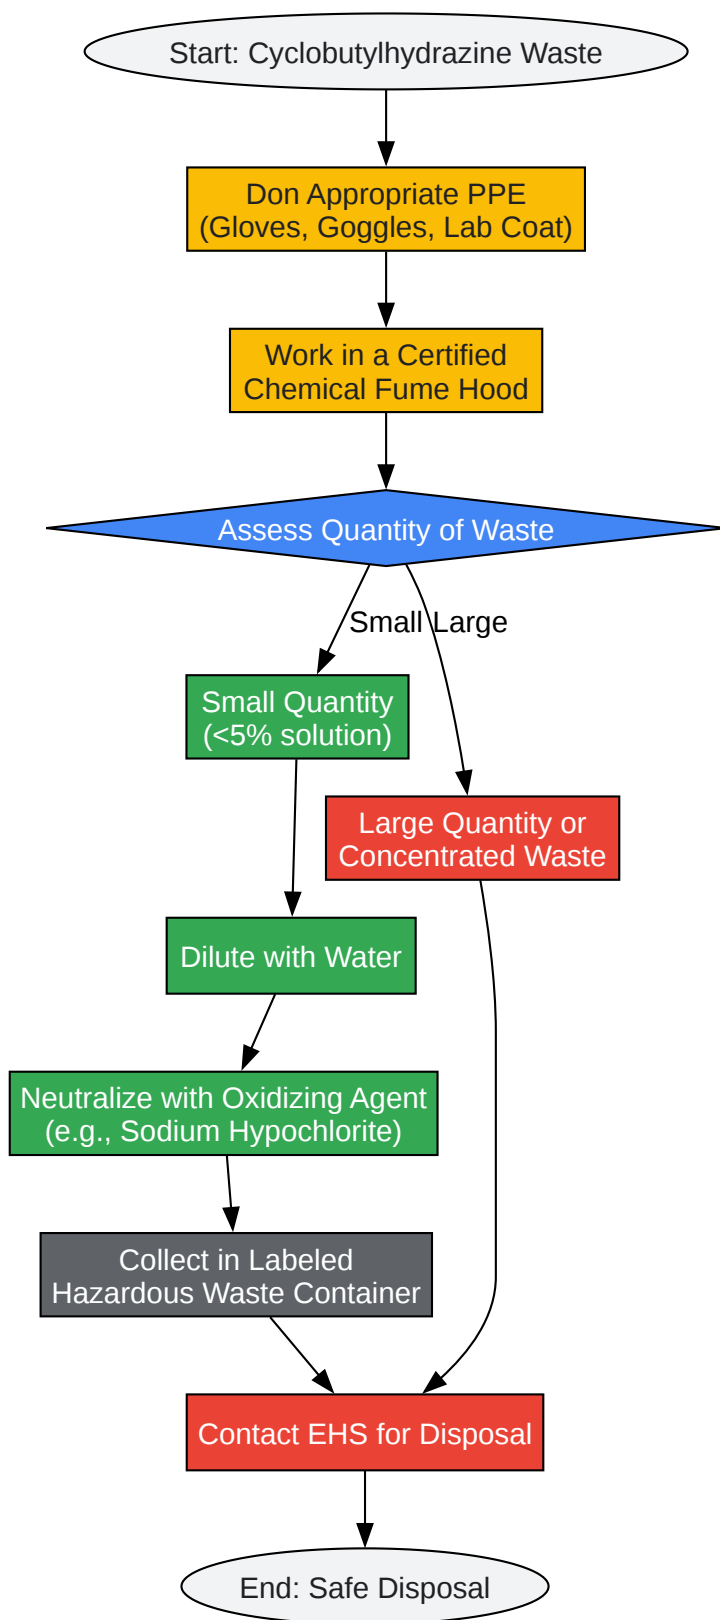 Start: Cyclobutylhydrazine Waste
Don Appropriate PPE
(Gloves, Goggles, Lab Coat)
Work in a Certified
Chemical Fume Hood
Assess Quantity of Waste
Small
Large
Small Quantity
(<5% solution)
Large Quantity or
Concentrated Waste
Dilute with Water
Neutralize with Oxidizing Agent
(e.g., Sodium Hypochlorite)
Collect in Labeled
Hazardous Waste Container
Contact EHS for Disposal
End: Safe Disposal